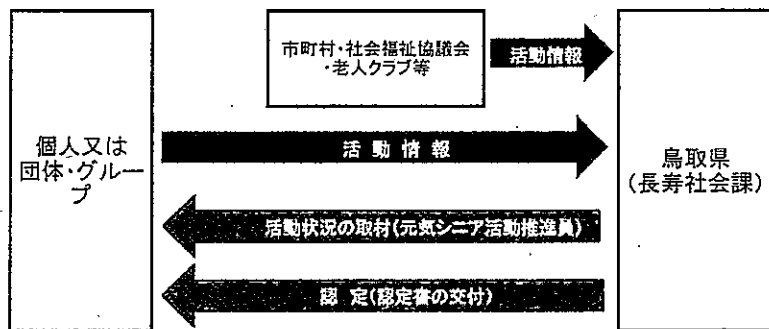 市町村・社会福祉協議会
・老人クラブ等
活動情報
個人又は
団体・グルー
プ
活動情報
鳥取県
(長寿社会課)
活動状況の取材(元気シニア活動推進員)
認 定(認定書の交付)